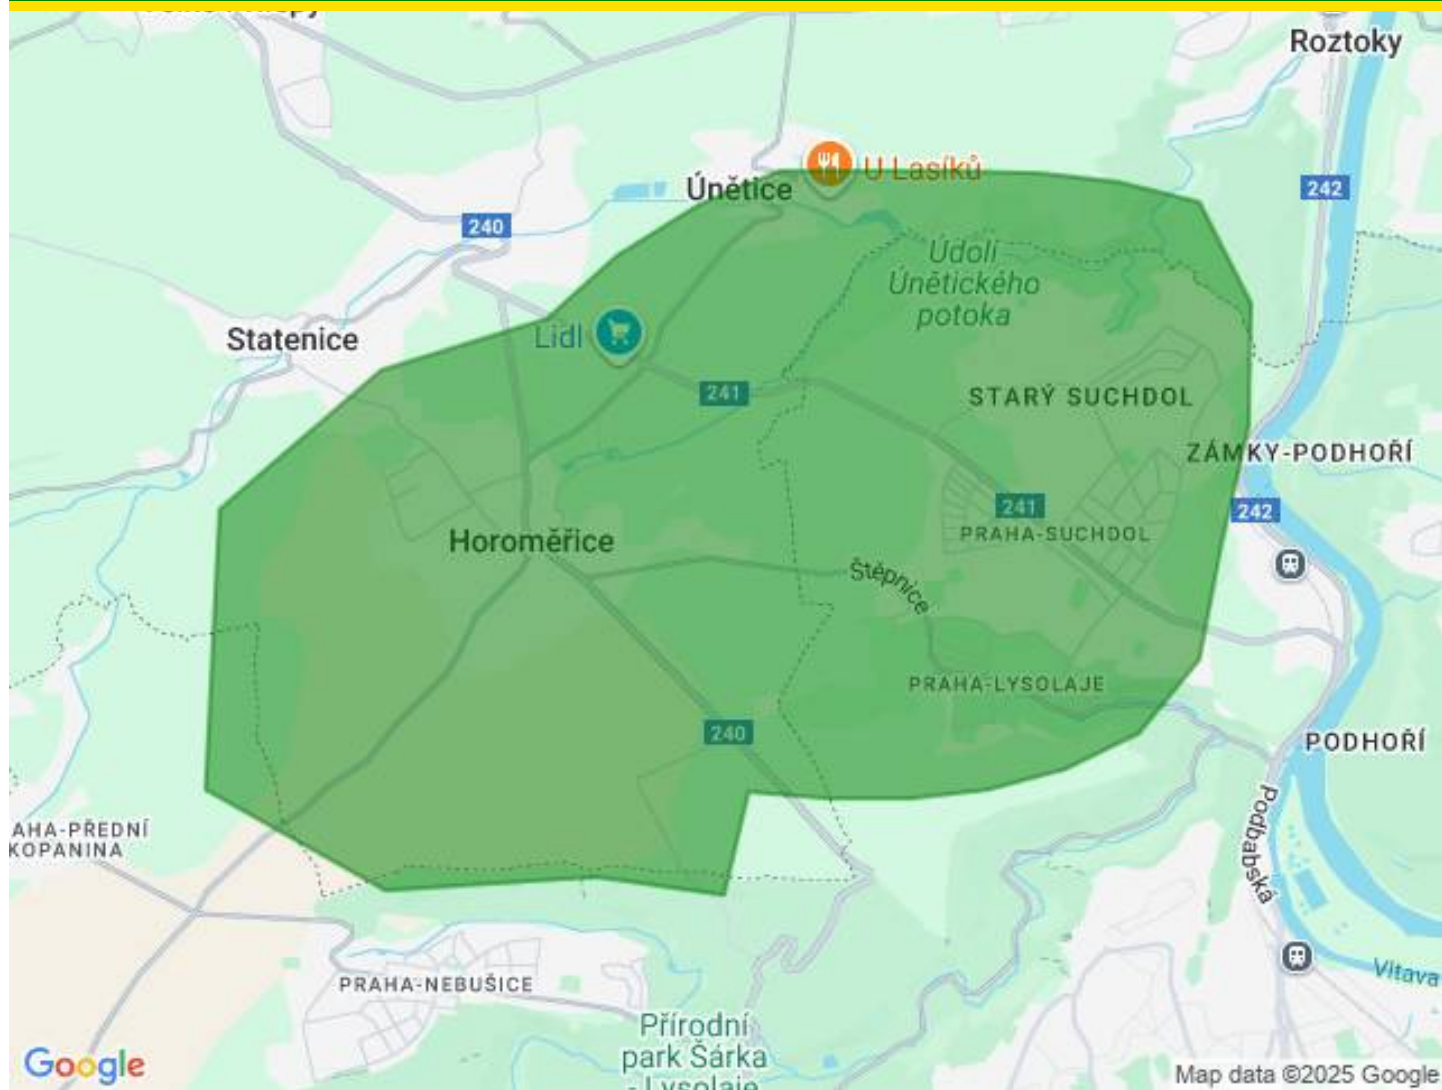 Roztoky
U Lasíků
Únětice
242
240
Údolí
Únětického
potoka
Statenice
Lidl
241
STARÝ SUCHDOL
ZÁMKY-PODHOŘÍ
241
242
PRAHA-SUCHDOL
Horoměřice
Štěpnice
PRAHA-LYSOLAJE
240
PODHOŘÍ
AHA-PŘEDNÍ
KOPANINA
Podbabská
PRAHA-NEBUŠICE
Vltava
Přírodní
park Šárka
- Lysolaje
Google
Map data ©2025 Google